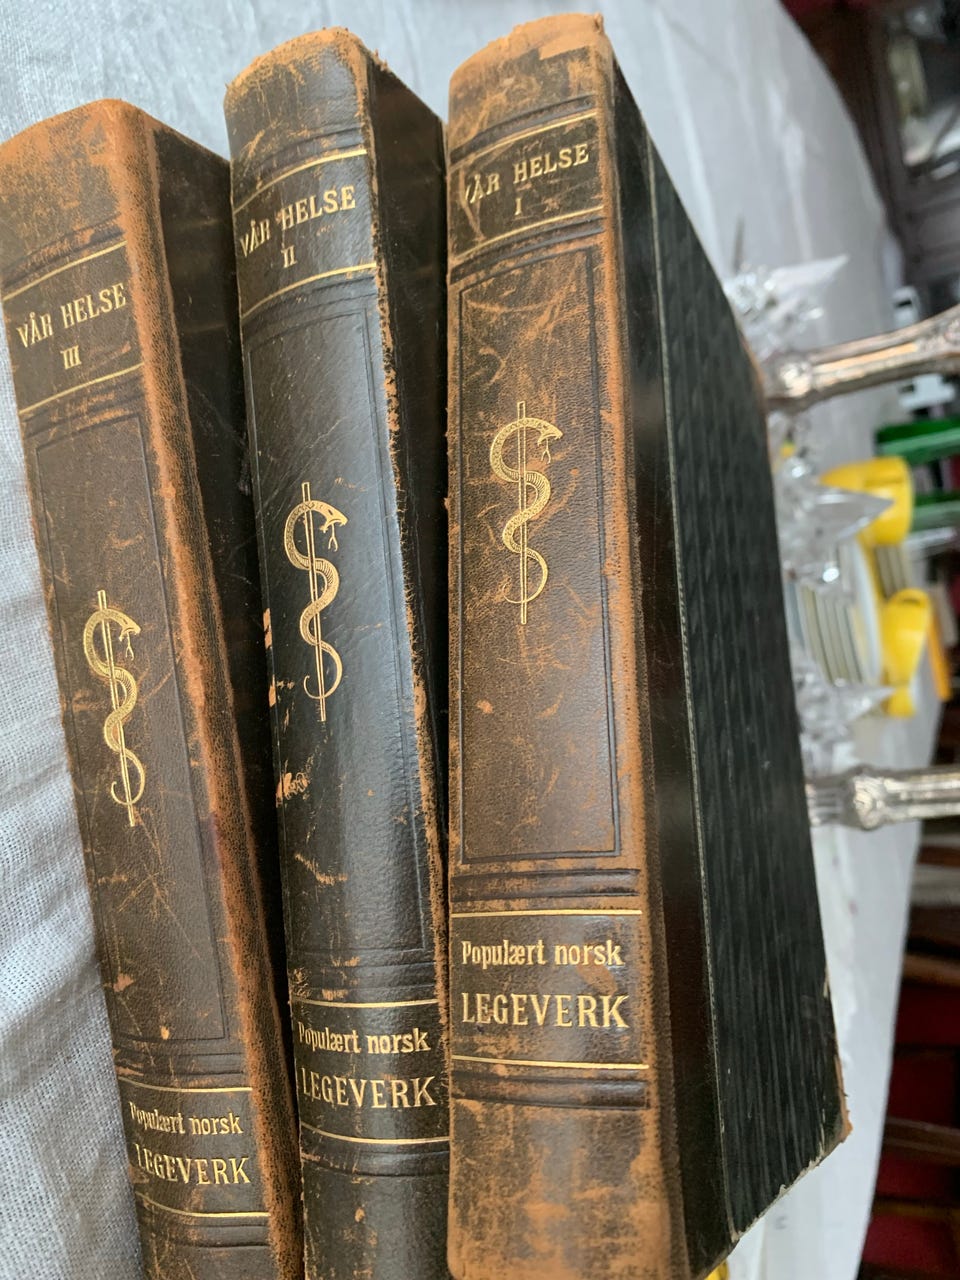 VÅR HELSE
III
Populært norsk
LEGEVERK
VÅR HELSE
II
Populært norsk
LEGEVERK
VÅR HELSE
I
Populært norsk
LEGEVERK